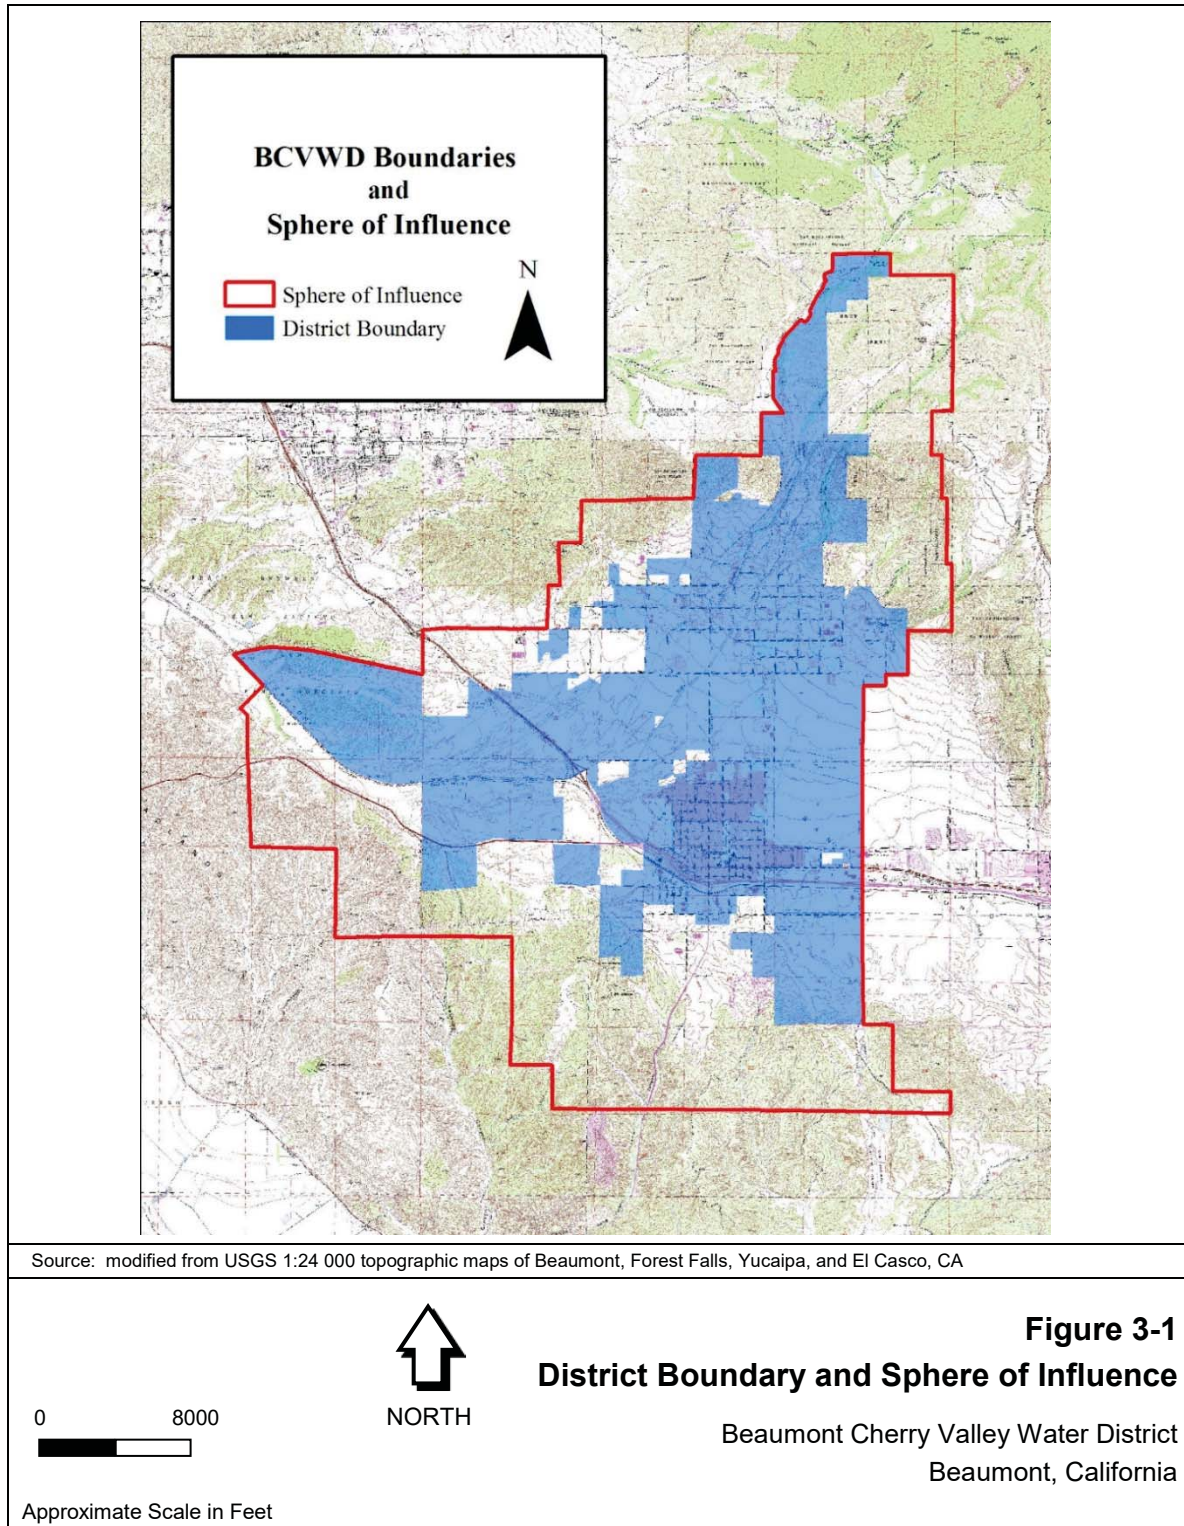 BCVWD Boundaries
and
Sphere of Influence
N
Sphere of Influence
District Boundary
Source: modified from USGS 1:24 000 topographic maps of Beaumont, Forest Falls, Yucaipa, and El Casco, CA
Figure 3-1
District Boundary and Sphere of Influence
0 8000
NORTH
Beaumont Cherry Valley Water District
Beaumont, California
Approximate Scale in Feet